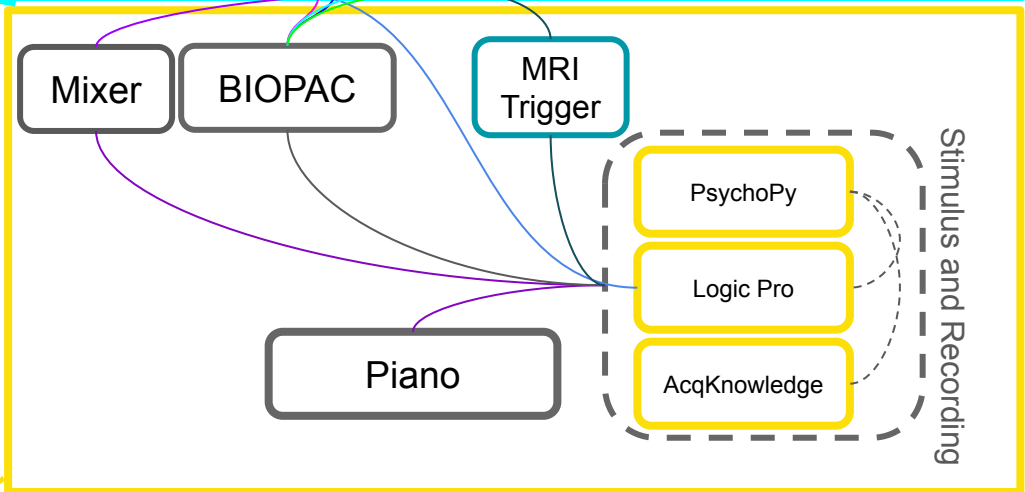 Mixer
BIOPAC
MRI
Trigger
PsychoPy
Logic Pro
AcqKnowledge
Piano
Stimulus and Recording